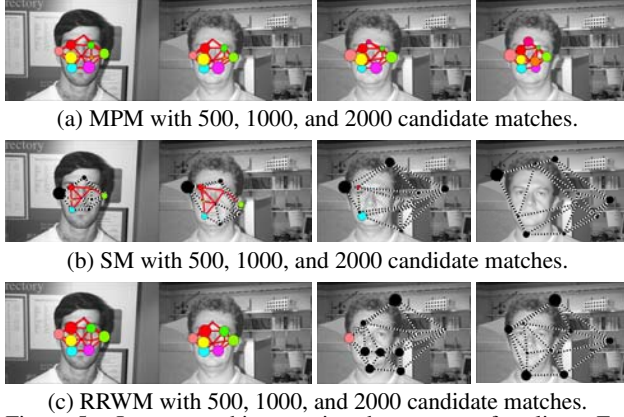 rectory
(a) MPM with 500, 1000, and 2000 candidate matches.
rectory
(b) SM with 500, 1000, and 2000 candidate matches.
rectory
(c) RRWM with 500, 1000, and 2000 candidate matches.